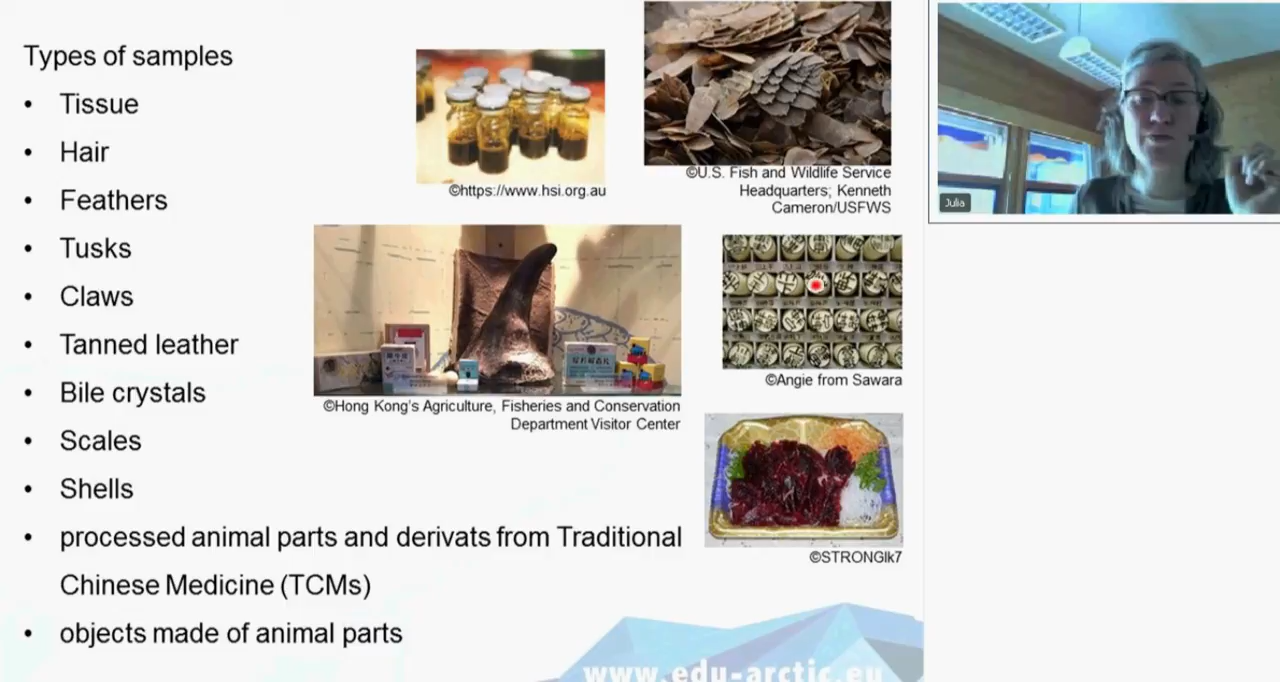 Types of samples
• Tissue
• Hair
• Feathers
• Tusks
• Claws
• Tanned leather
• Bile crystals
• Scales
• Shells
• processed animal parts and derivats from Traditional
Chinese Medicine (TCMs)
• objects made of animal parts
©https://www.hsi.org.au
©U.S. Fish and Wildlife Service
Headquarters; Kenneth
Cameron/USFWS
©Hong Kong's Agriculture, Fisheries and Conservation
Department Visitor Center
©Angie from Sawara
©STRONGlk7
www.edu-arctic.eu
Julia